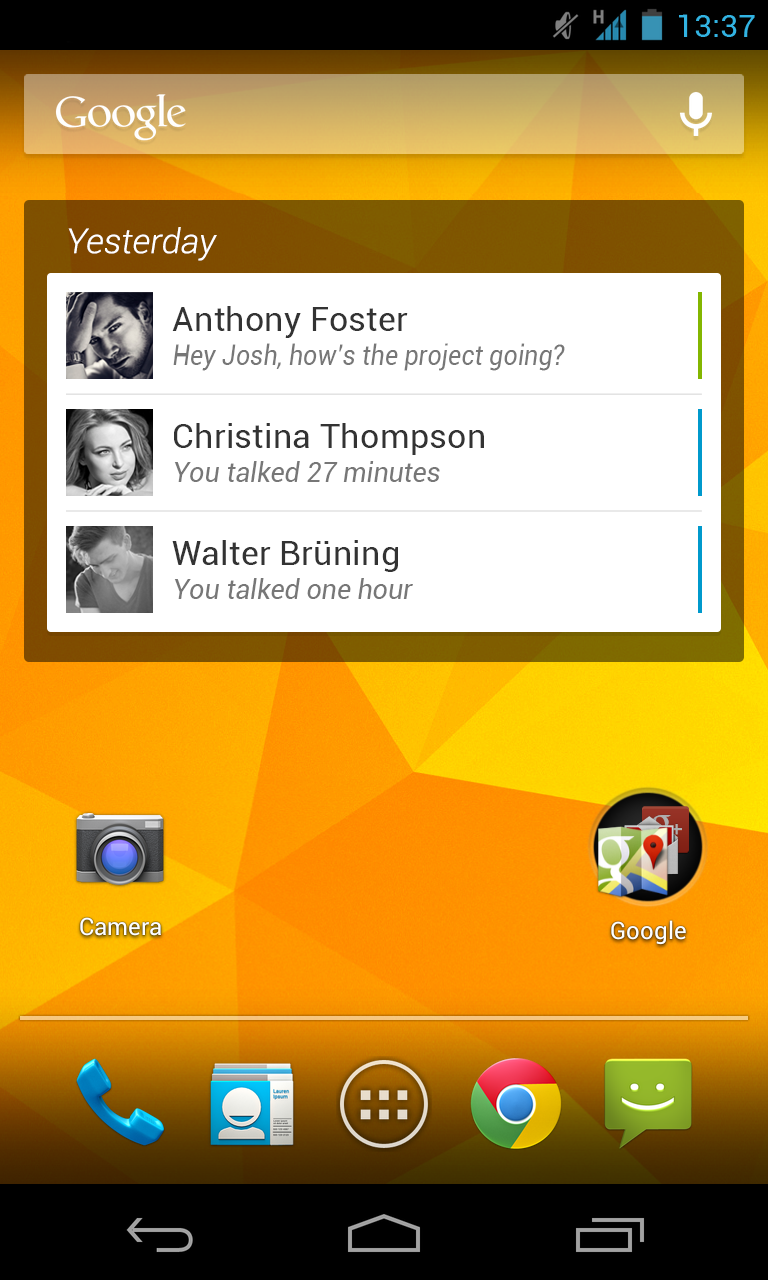 H
13:37
Google
Yesterday
Anthony Foster
Hey Josh, how's the project going?
Christina Thompson
You talked 27 minutes
Walter Brüning
You talked one hour
Camera
Google
Lauren
Ipsum